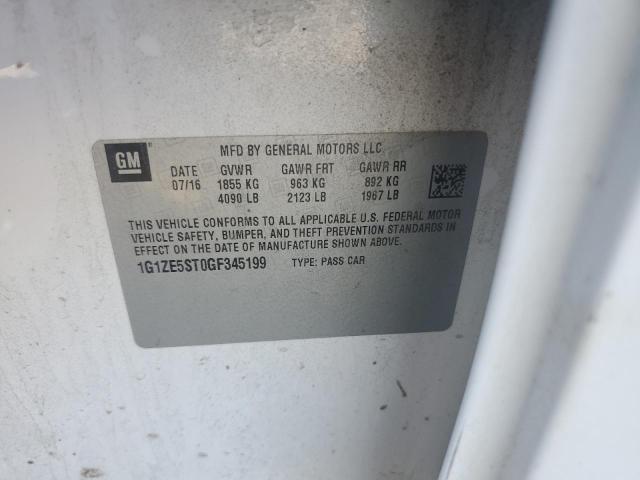 GM
MFD BY GENERAL MOTORS LLC
DATE GVWR GAWR FRT GAWR RR
07/16 1855 KG 963 KG 892 KG
4090 LB 2123 LB 1967 LB
THIS VEHICLE CONFORMS TO ALL APPLICABLE U.S. FEDERAL MOTOR
VEHICLE SAFETY, BUMPER, AND THEFT PREVENTION STANDARDS IN
EFFECT ON THE DATE OF MANUFACTURE SHOWN ABOVE.
1G1ZE5ST0GF345199 TYPE: PASS CAR